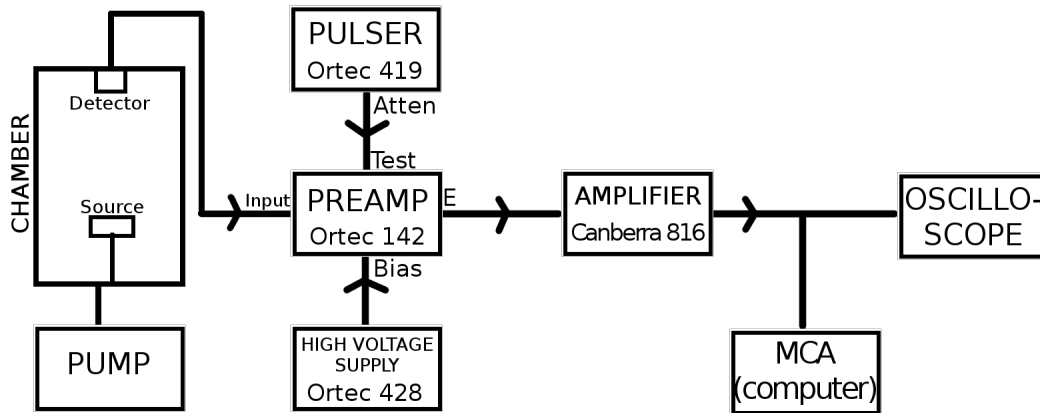 CHAMBER
Detector
Source
PUMP
PULSER
Ortec 419
Atten
Test
Input
PREAMP
Ortec 142
E
Bias
HIGH VOLTAGE
SUPPLY
Ortec 428
AMPLIFIER
Canberra 816
OSCILLO-
SCOPE
MCA
(computer)